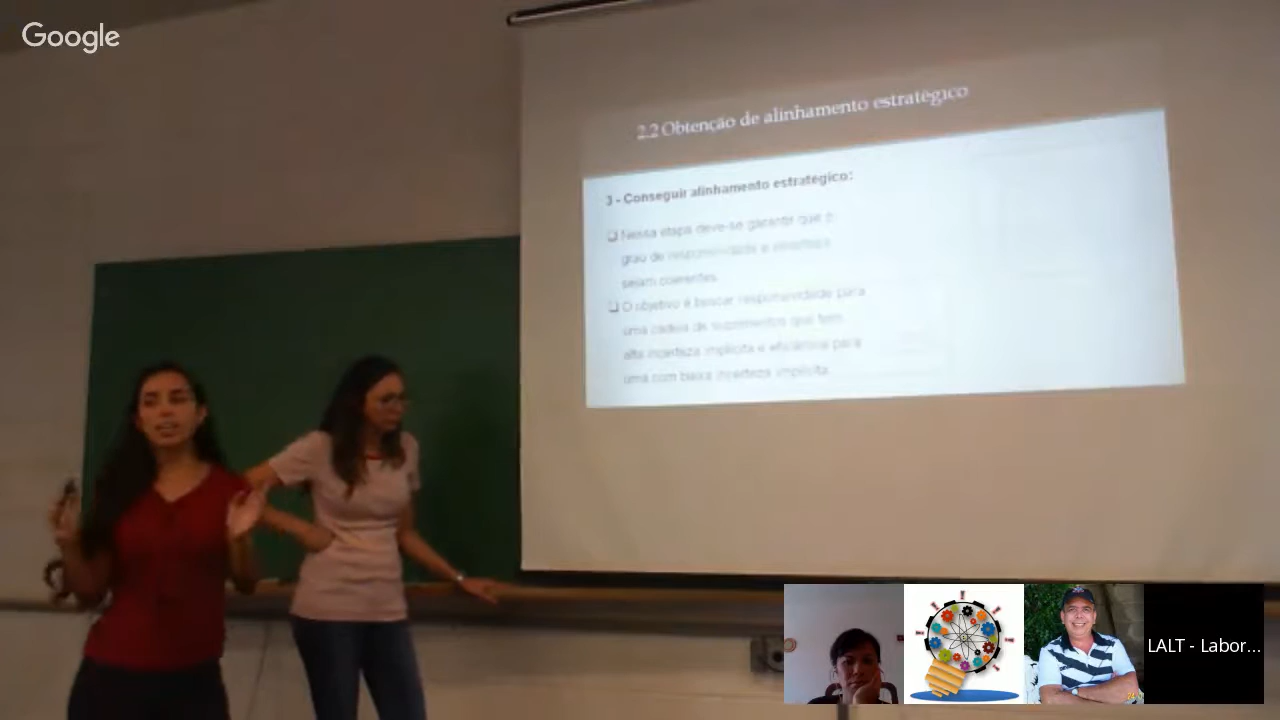 Google
2.2 Obtenção de alinhamento estratégico
3 - Conseguir alinhamento estratégico:
❑ Nessa etapa deve-se garantir que o
grau de responsividade e
sejam coerentes
❑ O objetivo é buscar responsividade para
uma cadeia de suprimentos que tem
alta incerteza implícita e eficiência para
uma com baixa incerteza implícita.
LALT - Labor...